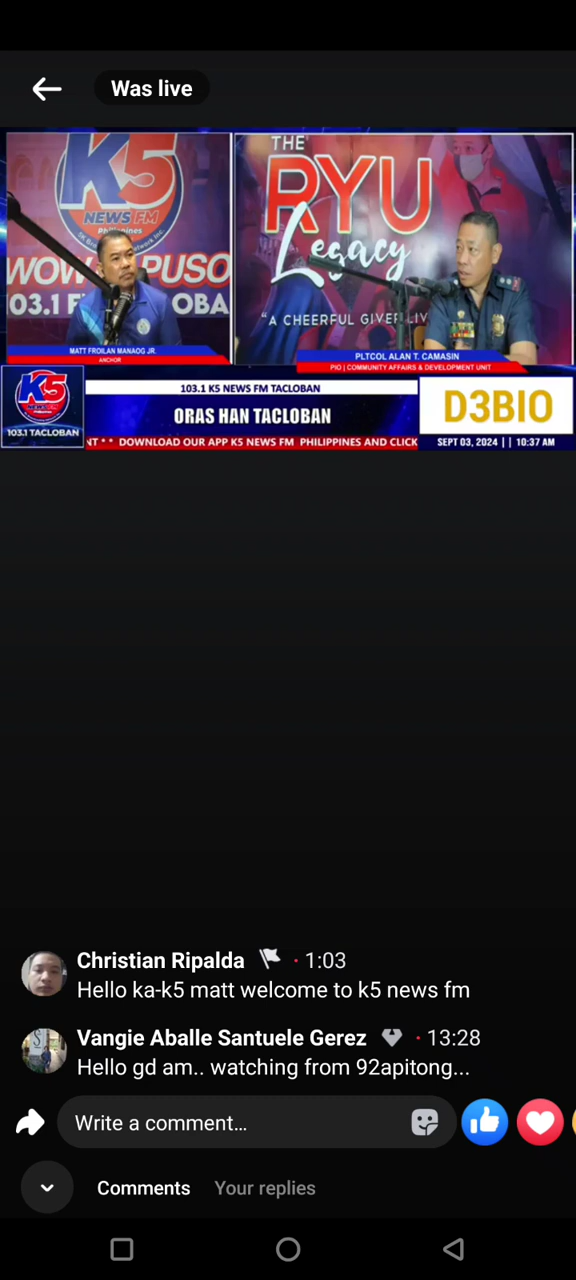 Was live
K5
NEWS FM
Philippines
WOW
PUSO
03.1 F
OBA
THE
RYU
Legacy
"A CHEERFUL GIVER
LIV
MATT FROILAN MANAOG JR.
ANCHOR
PLTCOL ALAN T. CAMASIN
PIO | COMMUNITY AFFAIRS & DEVELOPMENT UNIT
K5
103.1 TACLOBAN
103.1 K5 NEWS FM TACLOBAN
ORAS HAN TACLOBAN
NT * * DOWNLOAD OUR APP K5 NEWS FM PHILIPPINES AND CLICK
D3BIO
SEPT 03, 2024 | | 10:37 AM
Christian Ripalda · 1:03
Hello ka-k5 matt welcome to k5 news fm
Vangie Aballe Santuele Gerez · 13:28
Hello gd am.. watching from 92apitong...
Write a comment...
Comments Your replies